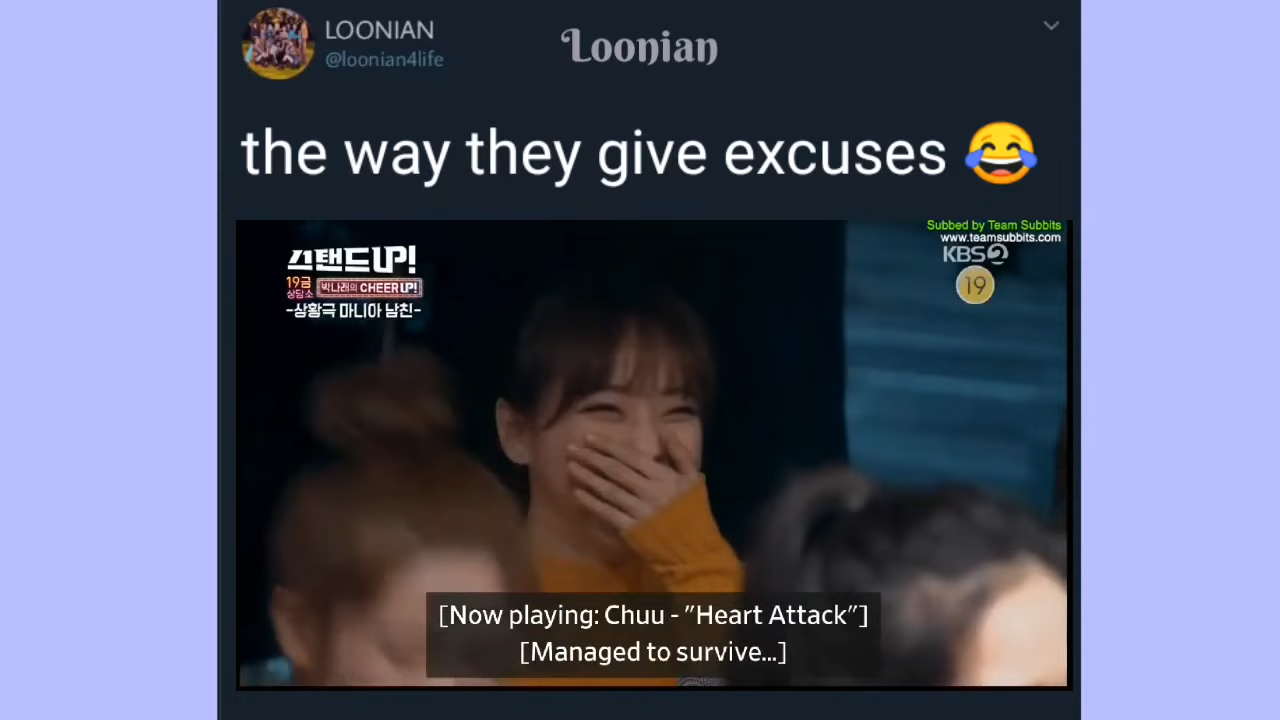 LOONIAN
@loonian4life
Loonian
the way they give excuses 😂
Subbed by Team Subbits
www.teamsubbits.com
스탠드UP!
KBS2
19금
상담소
박나래의 CHEER UP!
19
-상황극 마니아 남친-
[Now playing: Chuu - "Heart Attack"]
[Managed to survive...]